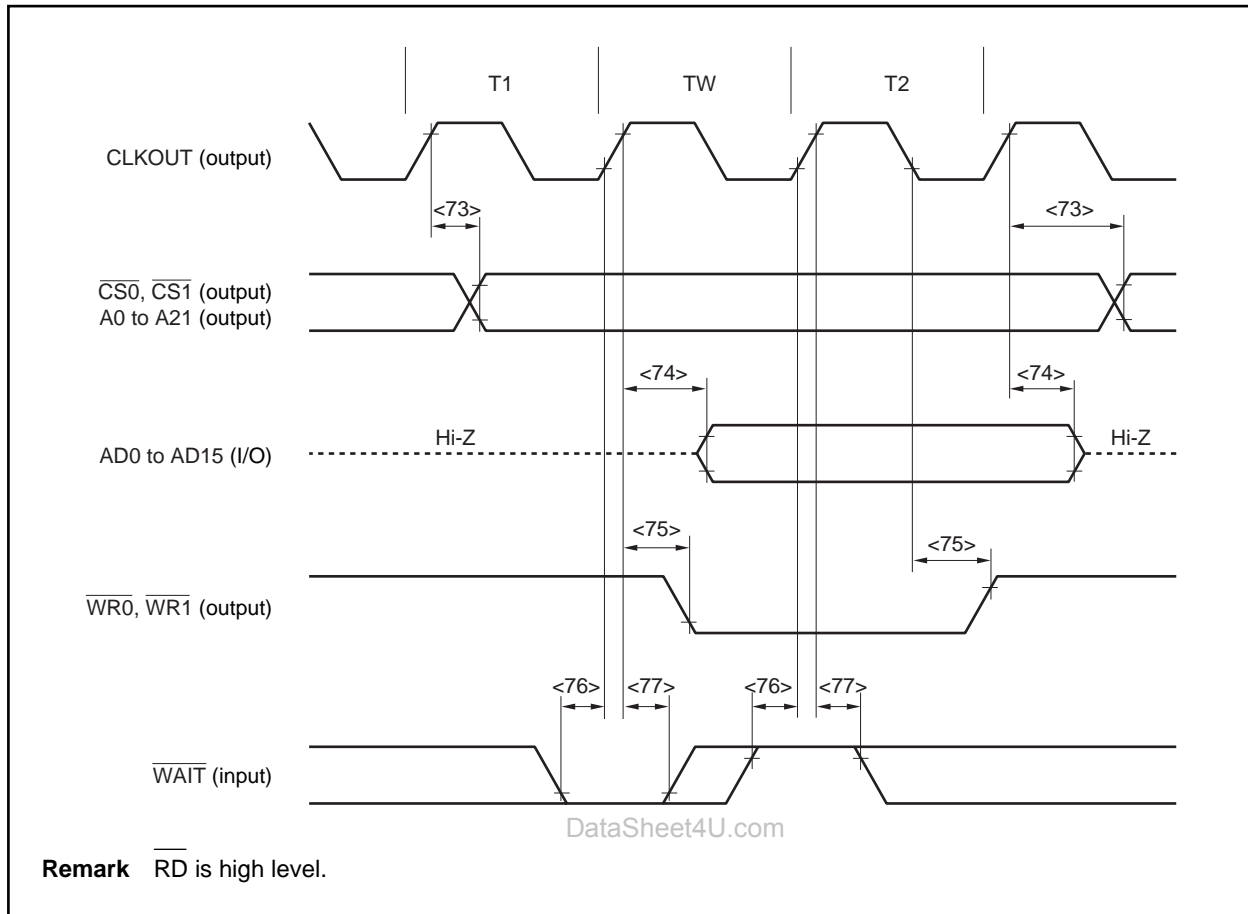 T1 TW T2
CLKOUT (output)
<73> <73>
CS0, CS1 (output)
A0 to A21 (output)
<74> <74>
Hi-Z Hi-Z
AD0 to AD15 (I/O)
<75>
<75>
WR0, WR1 (output)
<76> <77> <76> <77>
WAIT (input)
DataSheet4U.com
Remark RD is high level.